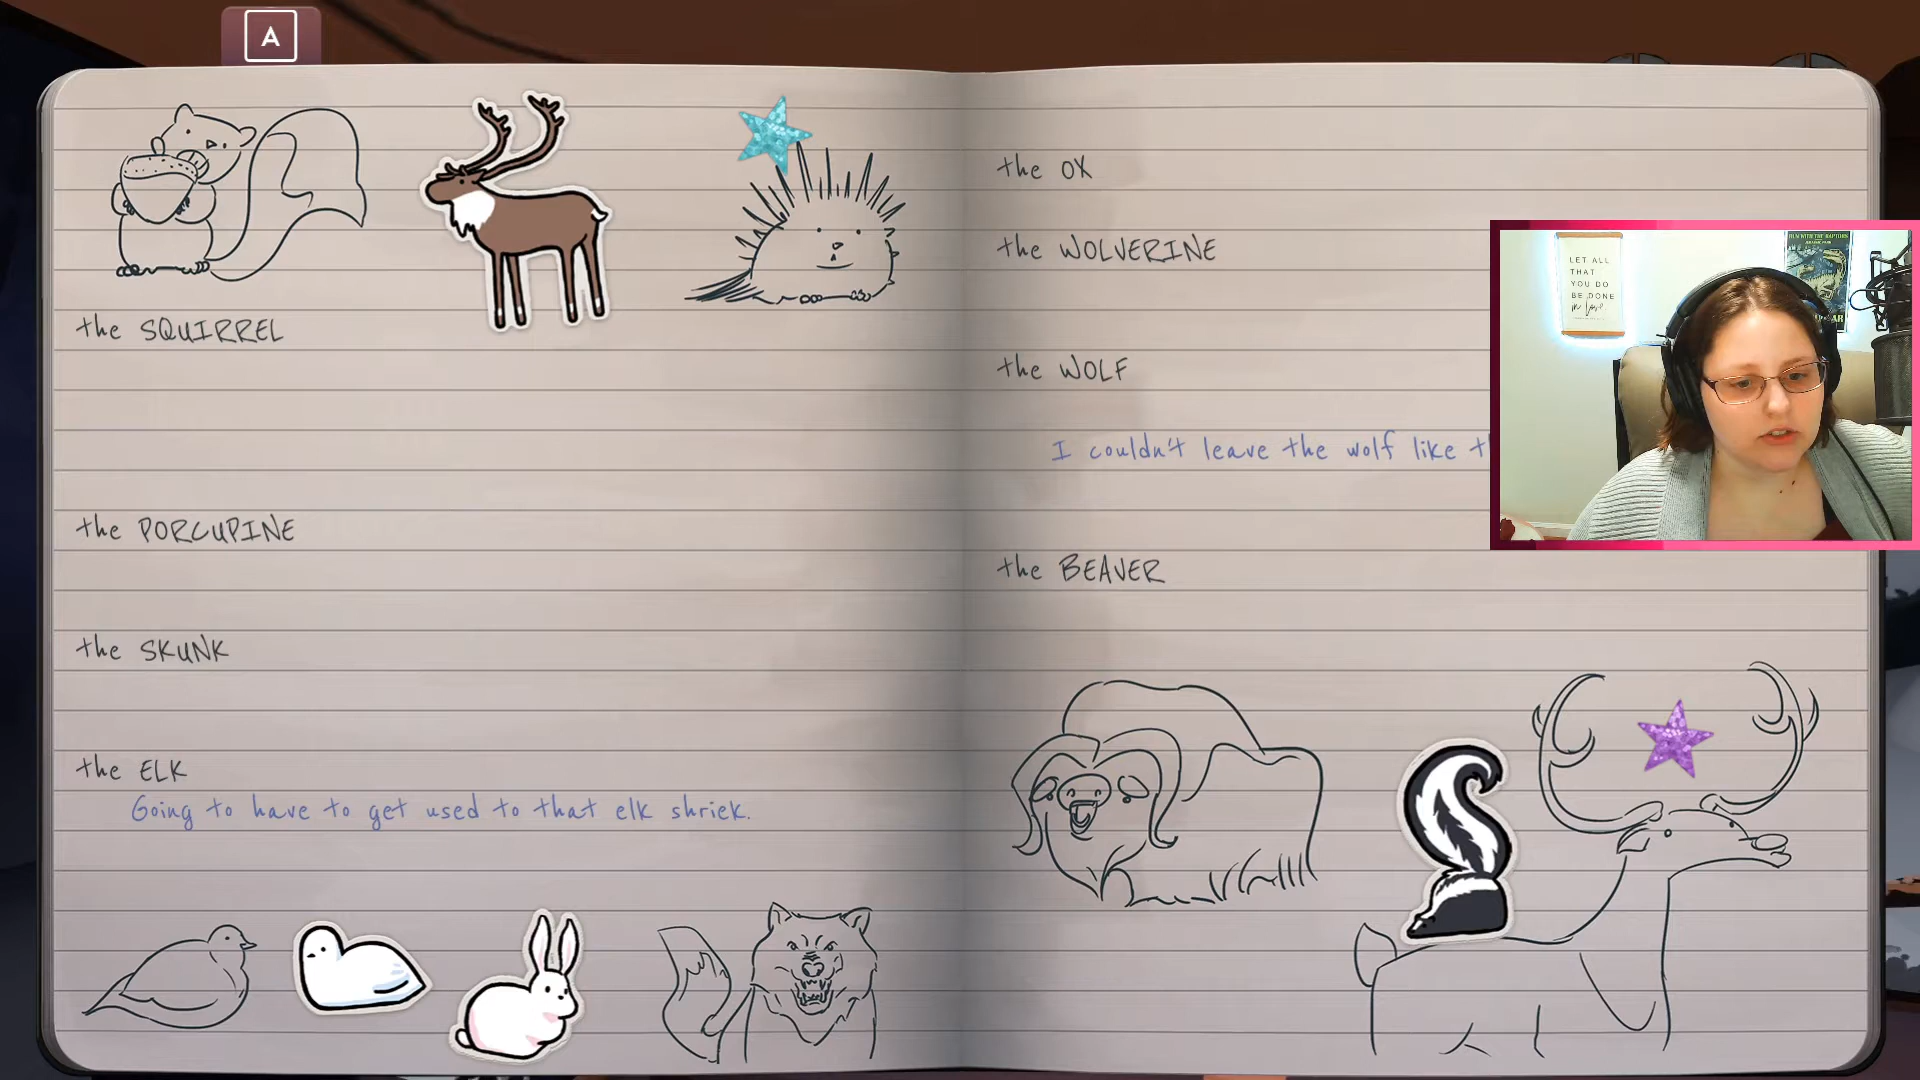 A
the SQUIRREL
the PORCUPINE
the SKUNK
the ELK
Going to have to get used to that elk shriek.
the OX
the WOLVERINE
the WOLF
I couldn't leave the wolf like
the BEAVER
LET ALL
THAT
YOU DO
BE DONE
in love